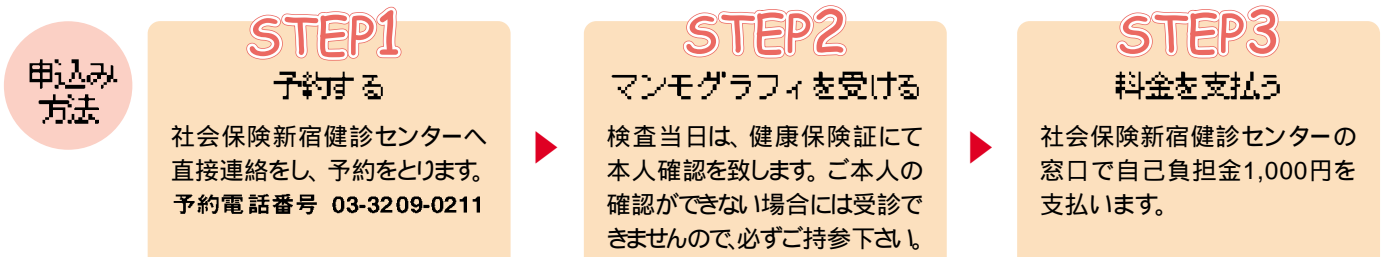 申込み
方法
STEP1
予約する
社会保険新宿健診センターへ
直接連絡をし、予約をとります。
予約電話番号 03-3209-0211
STEP2
マンモグラフィを受ける
検査当日は、健康保険証にて
本人確認を致します。ご本人の
確認ができない場合には受診で
きませんので、必ずご持参下さい。
STEP3
料金を支払う
社会保険新宿健診センターの
窓口で自己負担金1,000円を
支払います。